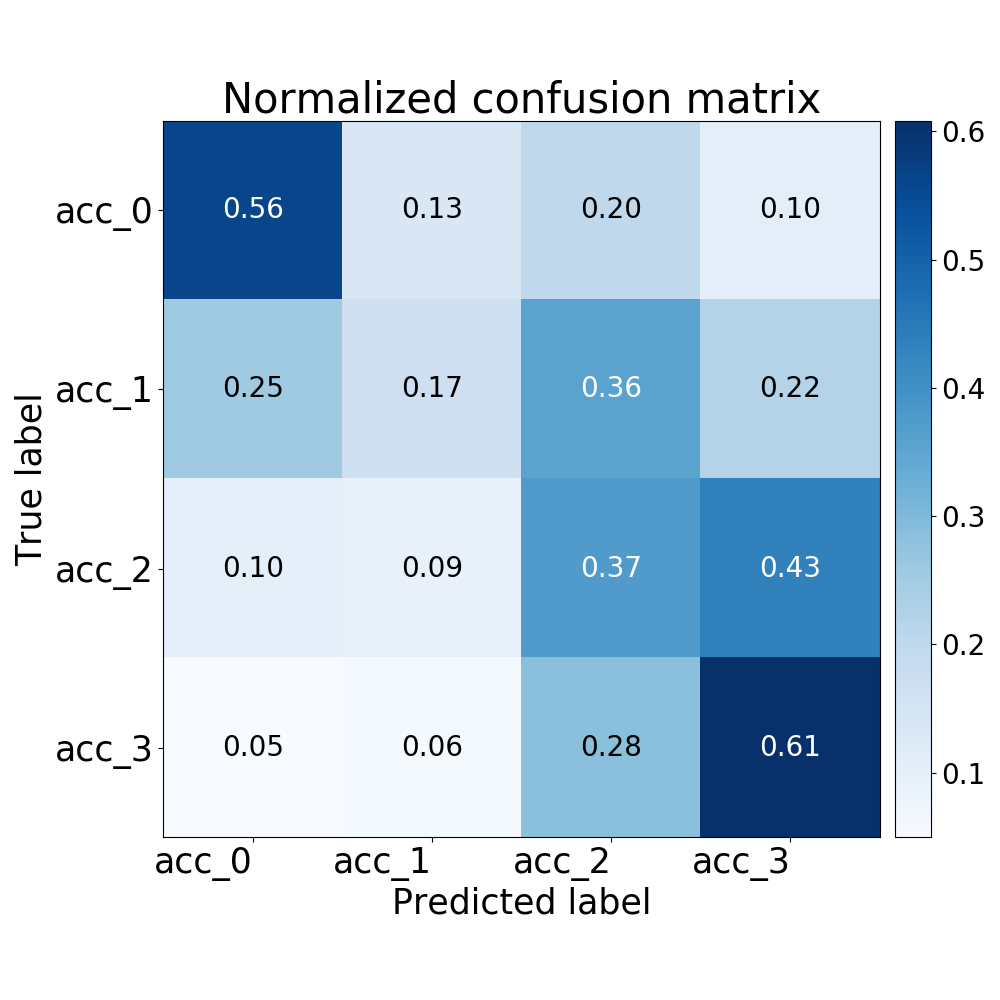 Normalized confusion matrix
True label
acc_0 0.56 0.13 0.20 0.10
acc_1 0.25 0.17 0.36 0.22
acc_2 0.10 0.09 0.37 0.43
acc_3 0.05 0.06 0.28 0.61
acc_0 acc_1 acc_2 acc_3
Predicted label
0.6
0.5
0.4
0.3
0.2
0.1